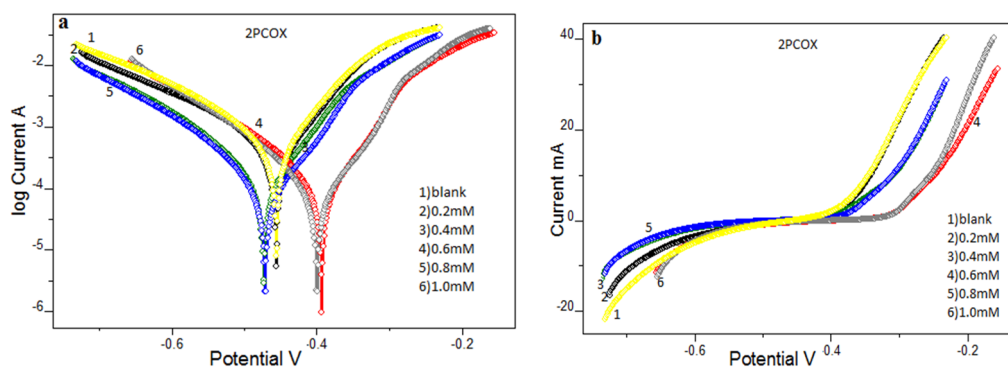 a
2PCOX
1
2
6
5
4
3
1)blank
2)0.2mM
3)0.4mM
4)0.6mM
5)0.8mM
6)1.0mM
log Current A
-2
-3
-4
-5
-6
-0.6
-0.4
-0.2
Potential V
b
2PCOX
5
4
3
2
1
6
1)blank
2)0.2mM
3)0.4mM
4)0.6mM
5)0.8mM
6)1.0mM
Current mA
40
20
0
-20
-0.6
-0.4
-0.2
Potential V